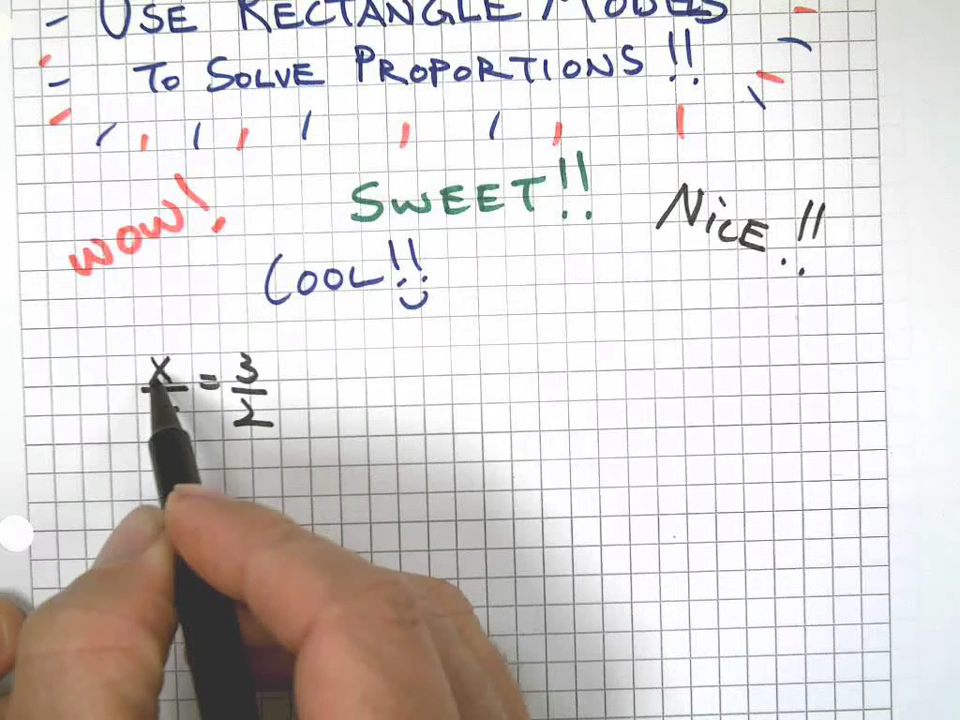 - USE RECTANGLE MODELS
- TO SOLVE PROPORTIONS!!
WOW! SWEET!! NICE!!
COOL!!
x = 3
2